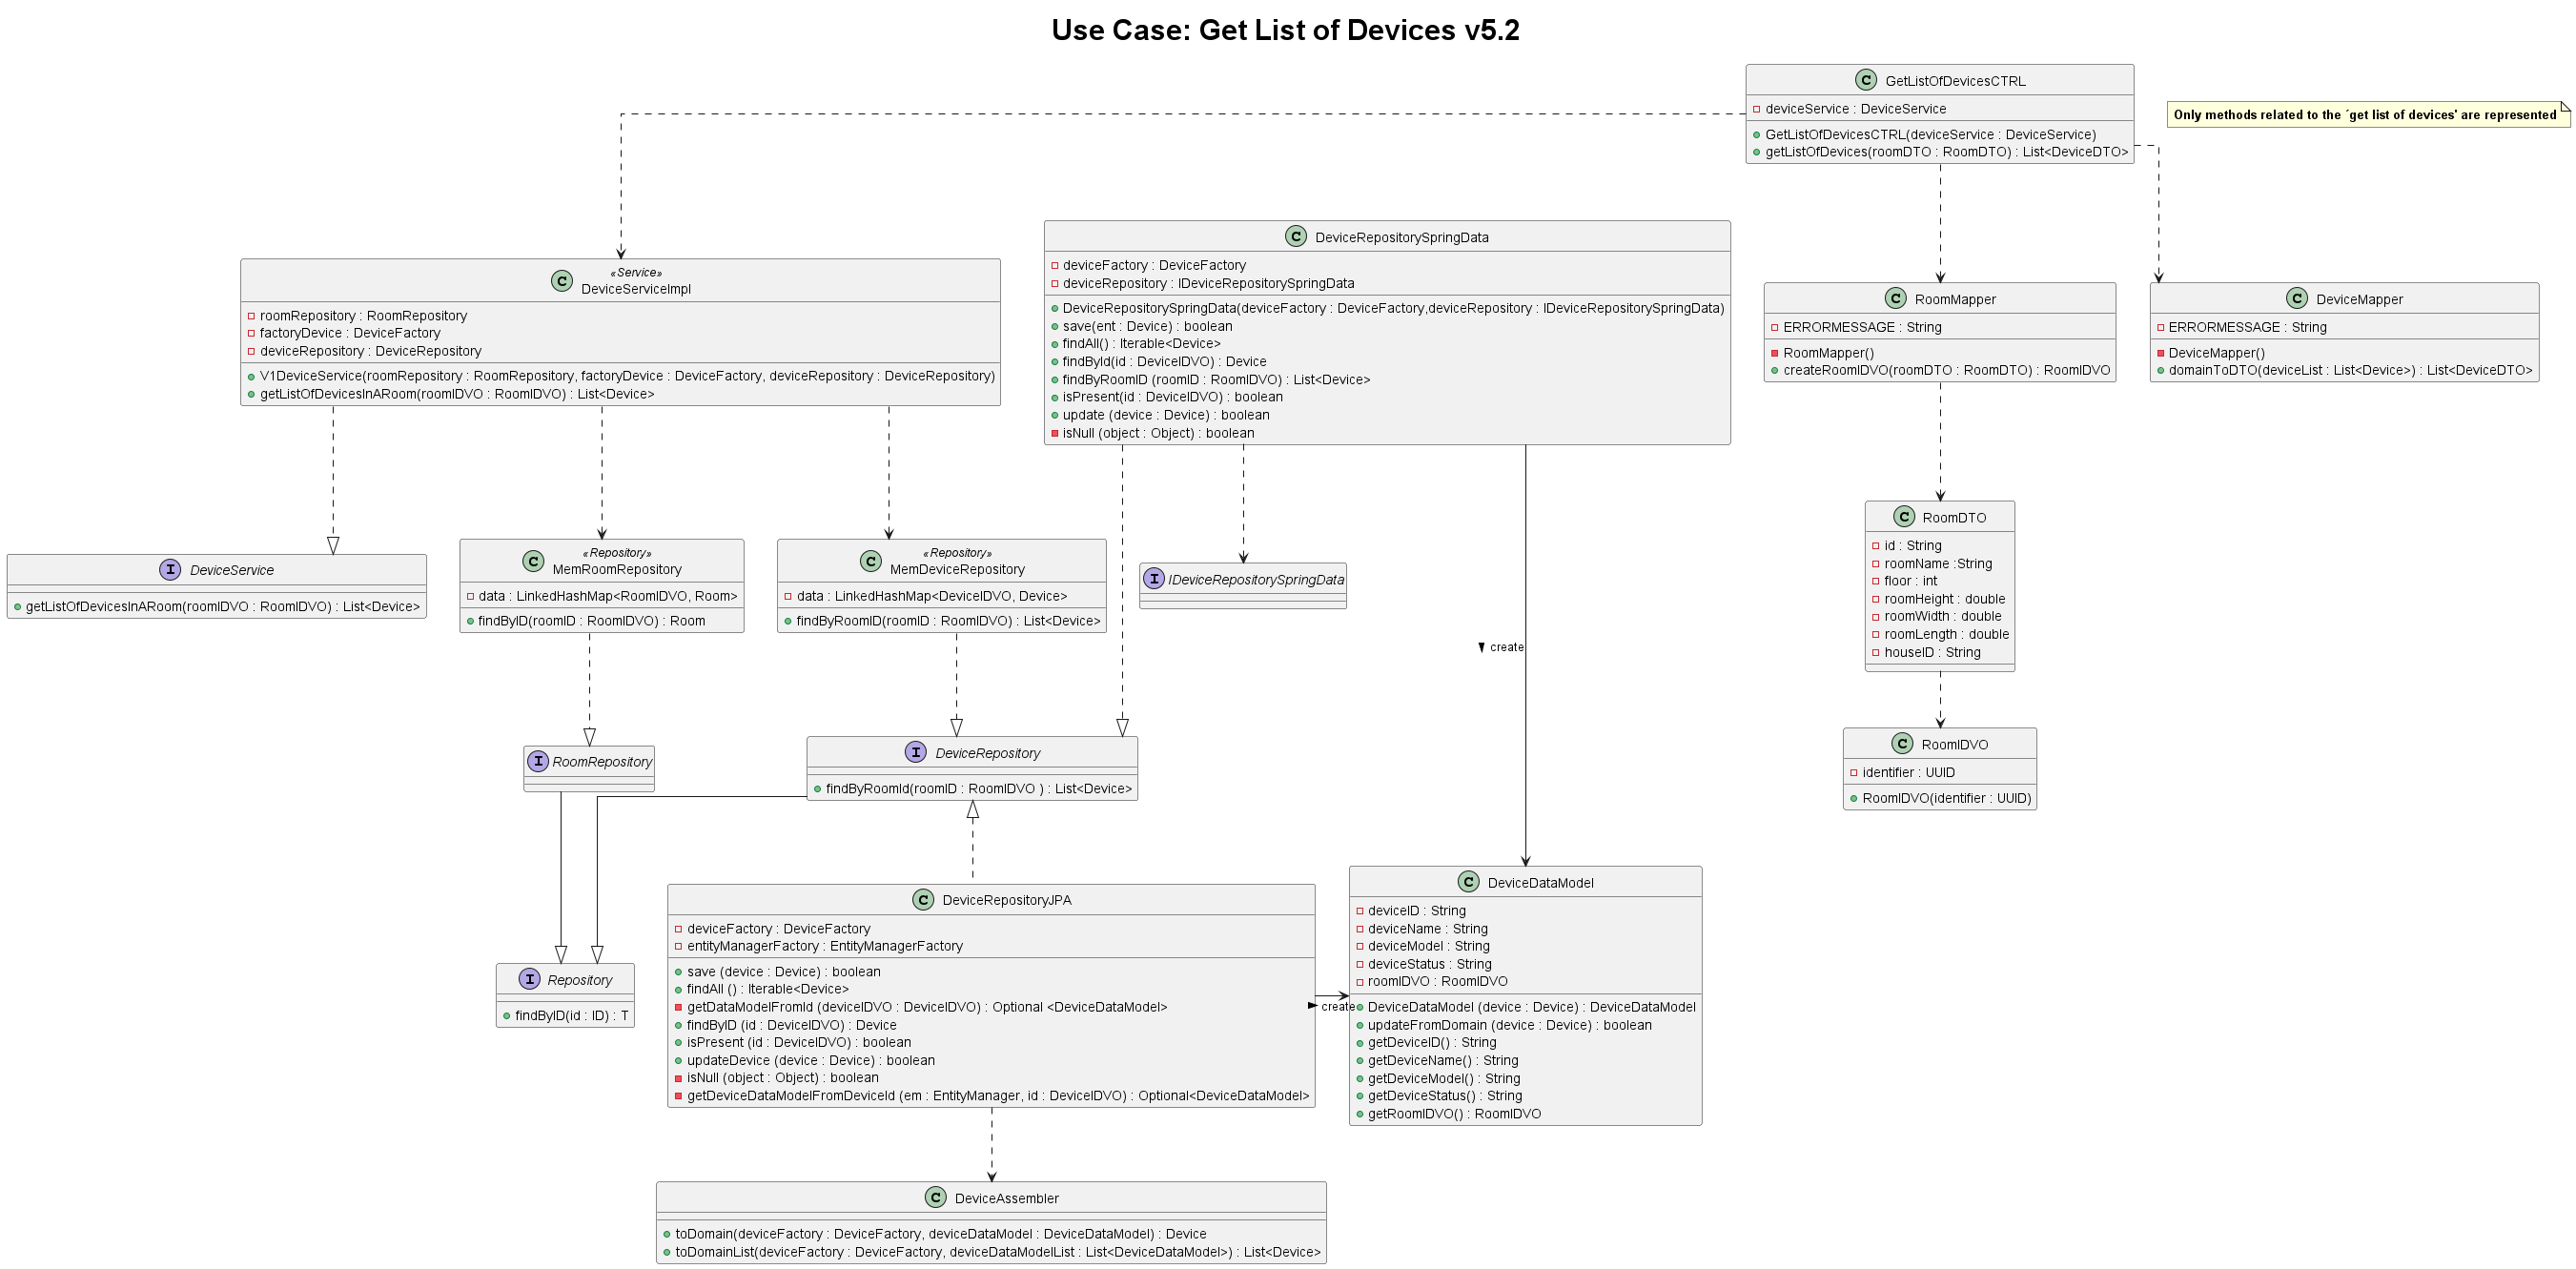 Use Case: Get List of Devices v5.2
C GetListOfDevicesCTRL
deviceService : DeviceService
GetListOfDevicesCTRL(deviceService : DeviceService)
getListOfDevices(roomDTO : RoomDTO) : List<DeviceDTO>
Only methods related to the ´get list of devices' are represented
«Service»
C DeviceServiceImpl
roomRepository : RoomRepository
factoryDevice : DeviceFactory
deviceRepository : DeviceRepository
V1DeviceService(roomRepository : RoomRepository, factoryDevice : DeviceFactory, deviceRepository : DeviceRepository)
getListOfDevicesInARoom(roomIDVO : RoomIDVO) : List<Device>
C DeviceRepositorySpringData
deviceFactory : DeviceFactory
deviceRepository : IDeviceRepositorySpringData
DeviceRepositorySpringData(deviceFactory : DeviceFactory,deviceRepository : IDeviceRepositorySpringData)
save(ent : Device) : boolean
findAll() : Iterable<Device>
findById(id : DeviceIDVO) : Device
findByRoomID (roomID : RoomIDVO) : List<Device>
isPresent(id : DeviceIDVO) : boolean
update (device : Device) : boolean
isNull (object : Object) : boolean
C RoomMapper
ERRORMESSAGE : String
RoomMapper()
createRoomIDVO(roomDTO : RoomDTO) : RoomIDVO
C DeviceMapper
ERRORMESSAGE : String
DeviceMapper()
domainToDTO(deviceList : List<Device>) : List<DeviceDTO>
I DeviceService
getListOfDevicesInARoom(roomIDVO : RoomIDVO) : List<Device>
«Repository»
C MemRoomRepository
data : LinkedHashMap<RoomIDVO, Room>
findByID(roomID : RoomIDVO) : Room
«Repository»
C MemDeviceRepository
data : LinkedHashMap<DeviceIDVO, Device>
findByRoomID(roomID : RoomIDVO) : List<Device>
I IDeviceRepositorySpringData
C RoomDTO
id : String
roomName :String
floor : int
roomHeight : double
roomWidth : double
roomLength : double
houseID : String
create
I RoomRepository
I DeviceRepository
findByRoomId(roomID : RoomIDVO ) : List<Device>
C RoomIDVO
identifier : UUID
RoomIDVO(identifier : UUID)
I Repository
findByID(id : ID) : T
C DeviceRepositoryJPA
deviceFactory : DeviceFactory
entityManagerFactory : EntityManagerFactory
save (device : Device) : boolean
findAll () : Iterable<Device>
getDataModelFromId (deviceIDVO : DeviceIDVO) : Optional <DeviceDataModel>
findByID (id : DeviceIDVO) : Device
isPresent (id : DeviceIDVO) : boolean
updateDevice (device : Device) : boolean
isNull (object : Object) : boolean
getDeviceDataModelFromDeviceId (em : EntityManager, id : DeviceIDVO) : Optional<DeviceDataModel>
create
C DeviceDataModel
deviceID : String
deviceName : String
deviceModel : String
deviceStatus : String
roomIDVO : RoomIDVO
DeviceDataModel (device : Device) : DeviceDataModel
updateFromDomain (device : Device) : boolean
getDeviceID() : String
getDeviceName() : String
getDeviceModel() : String
getDeviceStatus() : String
getRoomIDVO() : RoomIDVO
C DeviceAssembler
toDomain(deviceFactory : DeviceFactory, deviceDataModel : DeviceDataModel) : Device
toDomainList(deviceFactory : DeviceFactory, deviceDataModelList : List<DeviceDataModel>) : List<Device>